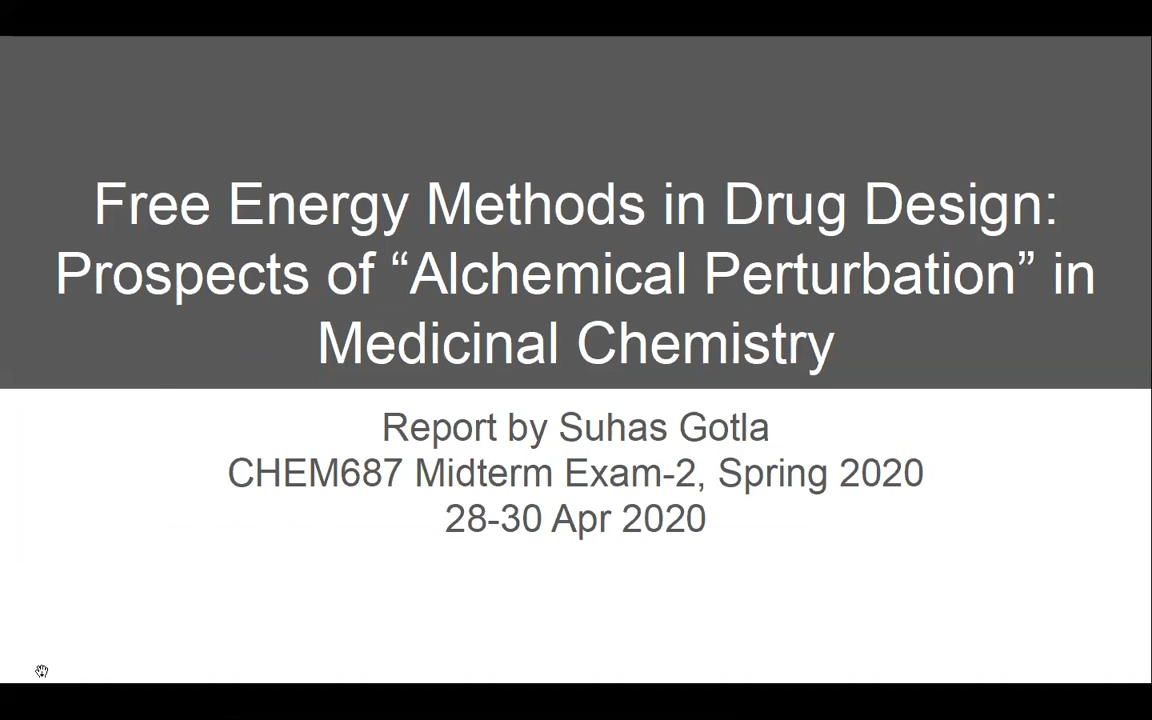 Free Energy Methods in Drug Design:
Prospects of “Alchemical Perturbation” in
Medicinal Chemistry
Report by Suhas Gotla
CHEM687 Midterm Exam-2, Spring 2020
28-30 Apr 2020